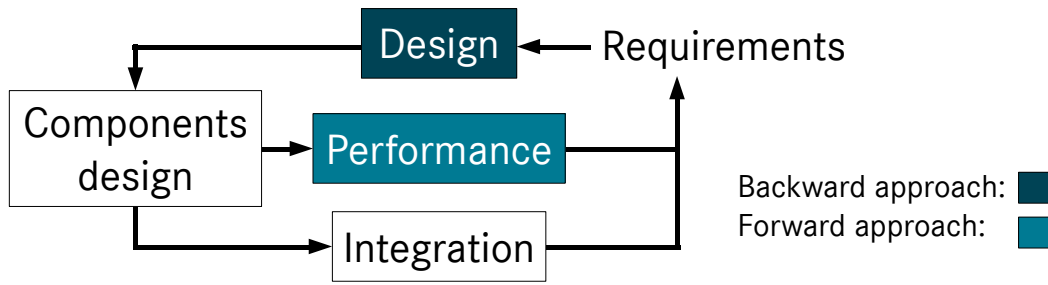 Design
Requirements
Components
design
Performance
Integration
Backward approach:
Forward approach: